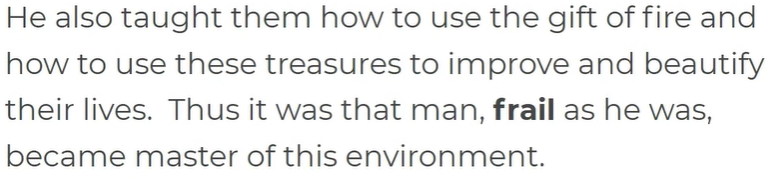 He also taught them how to use the gift of fire and
how to use these treasures to improve and beautify
their lives.  Thus it was that man, frail as he was,
became master of this environment.